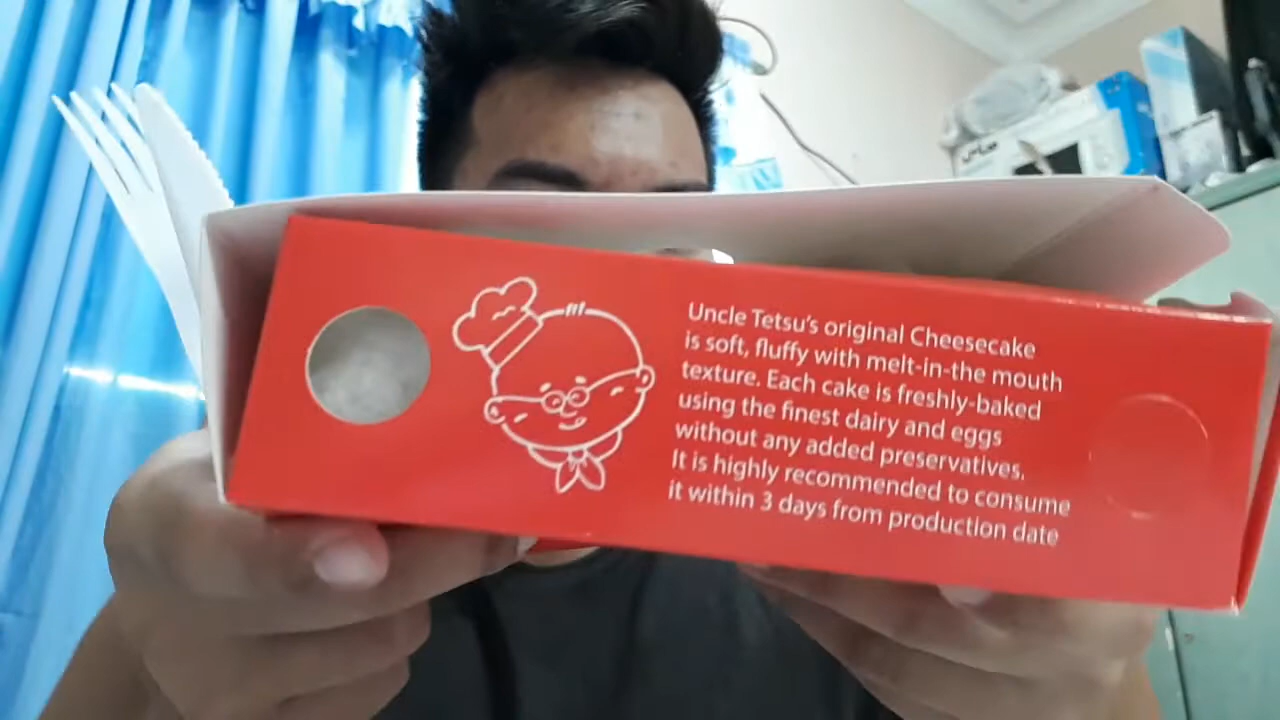 Uncle Tetsu's original Cheesecake
is soft, fluffy with melt-in-the mouth
texture. Each cake is freshly-baked
using the finest dairy and eggs
without any added preservatives.
It is highly recommended to consume
it within 3 days from production date